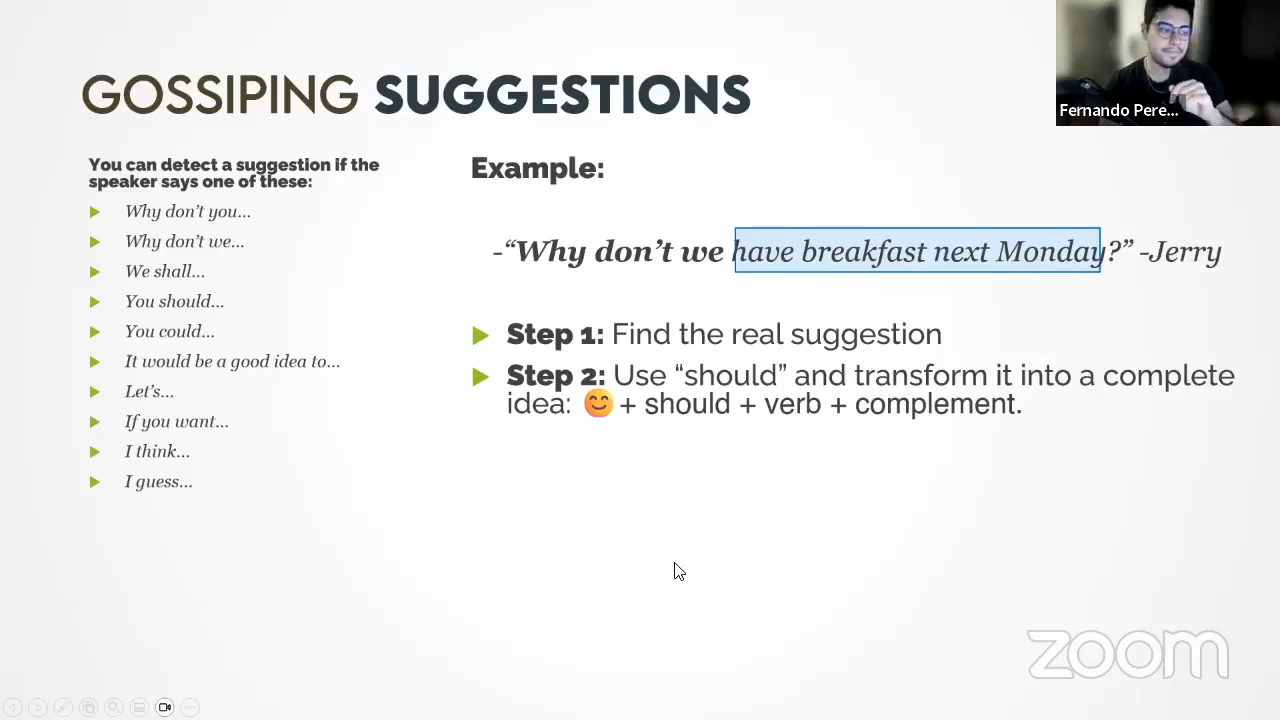 GOSSIPING SUGGESTIONS
Fernando Pere...
You can detect a suggestion if the
speaker says one of these:
Why don't you...
Why don't we...
We shall...
You should...
You could...
It would be a good idea to...
Let's...
If you want...
I think...
I guess...
Example:
-“Why don't we have breakfast next Monday?” -Jerry
Step 1: Find the real suggestion
Step 2: Use “should” and transform it into a complete
idea: 😊 + should + verb + complement.
zoom